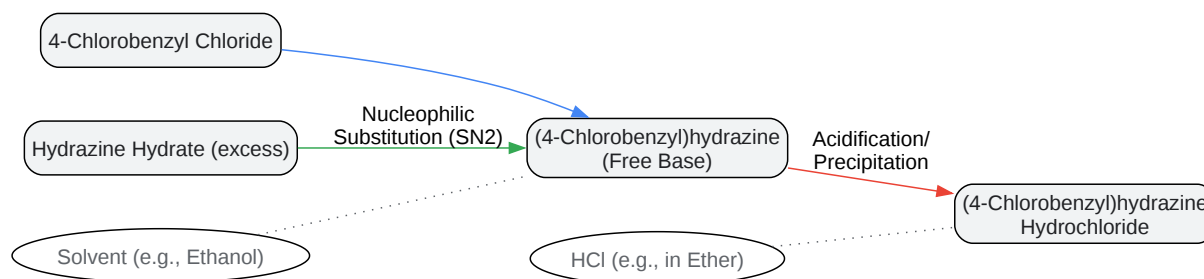 4-Chlorobenzyl Chloride
Hydrazine Hydrate (excess)
Nucleophilic
Substitution (SN2)
(4-Chlorobenzyl)hydrazine
(Free Base)
Acidification/
Precipitation
(4-Chlorobenzyl)hydrazine
Hydrochloride
Solvent (e.g., Ethanol)
HCl (e.g., in Ether)